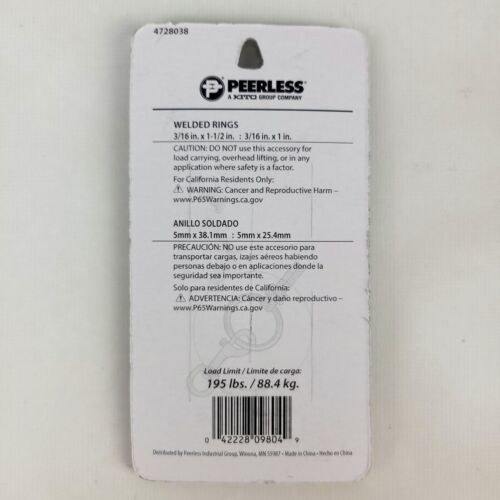 4728038
PEERLESS®
A KITO GROUP COMPANY
WELDED RINGS
3/16 in. x 1-1/2 in. : 3/16 in. x 1 in.
CAUTION: DO NOT use this accessory for
load carrying, overhead lifting, or in any
application where safety is a factor.
For California Residents Only:
⚠ WARNING: Cancer and Reproductive Harm –
www.P65Warnings.ca.gov
ANILLO SOLDADO
5mm x 38.1mm : 5mm x 25.4mm
PRECAUCIÓN: NO use este accesorio para
transportar cargas, izajes aéreos habiendo
personas debajo o en aplicaciones donde la
seguridad sea importante.
Solo para residentes de California:
⚠ ADVERTENCIA: Cáncer y daño reproductivo –
www.P65Warnings.ca.gov
Load Limit / Límite de carga:
195 lbs. / 88.4 kg.
0 42228 09804 9
Distributed by Peerless Industrial Group, Winona, MN 55987 • Made in China • Hecho en China